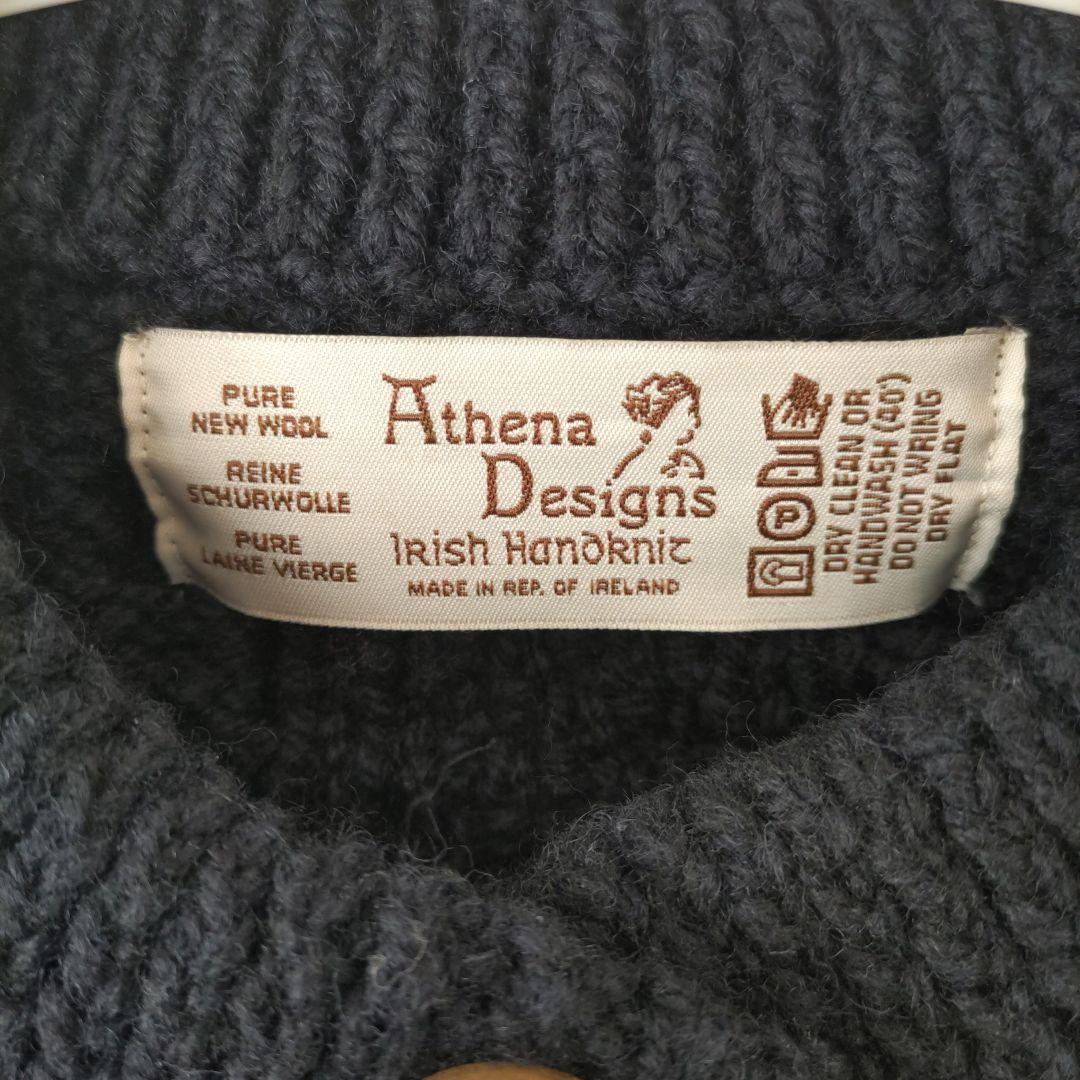 PURE
NEW WOOL
REINE
SCHURWOLLE
PURE
LAINE VIERGE
Athena
Designs
Irish Handknit
MADE IN REP. OF IRELAND
P
DRY CLEAN OR
HANDWASH (40°)
DO NOT WRING
DRY FLAT